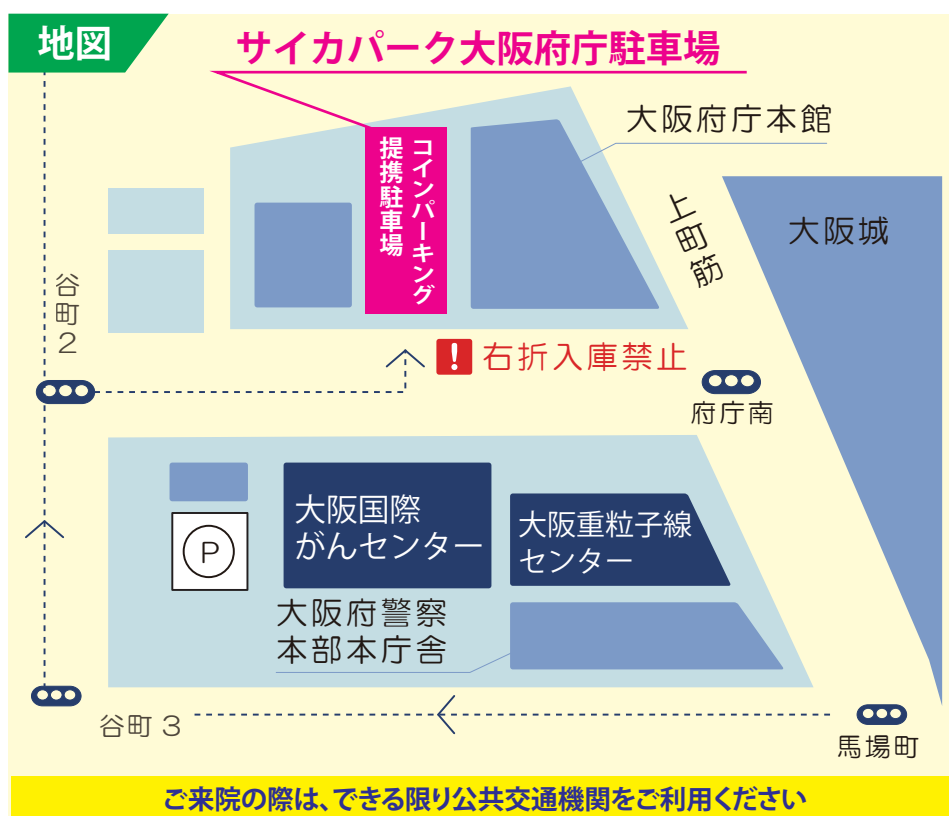 地図
サイカパーク大阪府庁駐車場
大阪府庁本館
コインパーキング
提携駐車場
上町筋
大阪城
谷町2
!
右折入庫禁止
府庁南
大阪国際
がんセンター
大阪重粒子線
センター
P
大阪府警察
本部本庁舎
谷町3
馬場町
ご来院の際は、できる限り公共交通機関をご利用ください